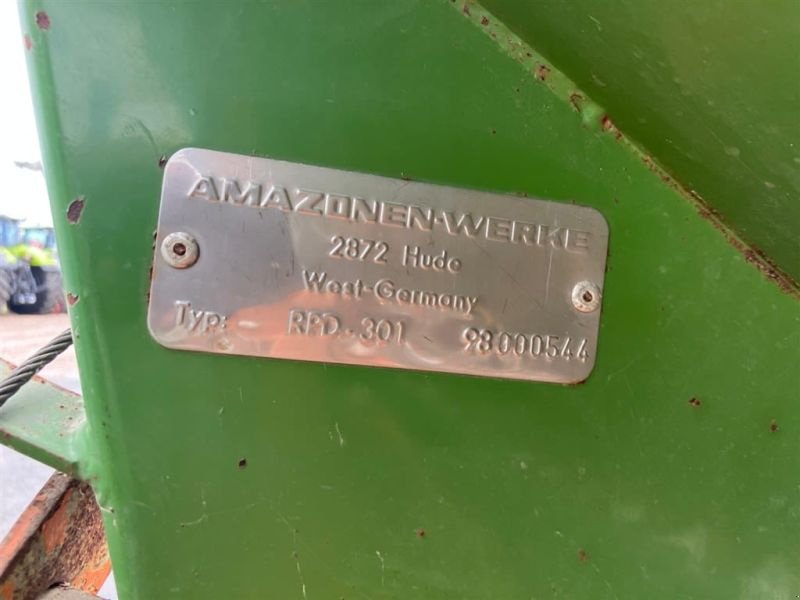 AMAZONEN-WERKE
2872 Hude
West-Germany
Typ: RPD-301 98000544